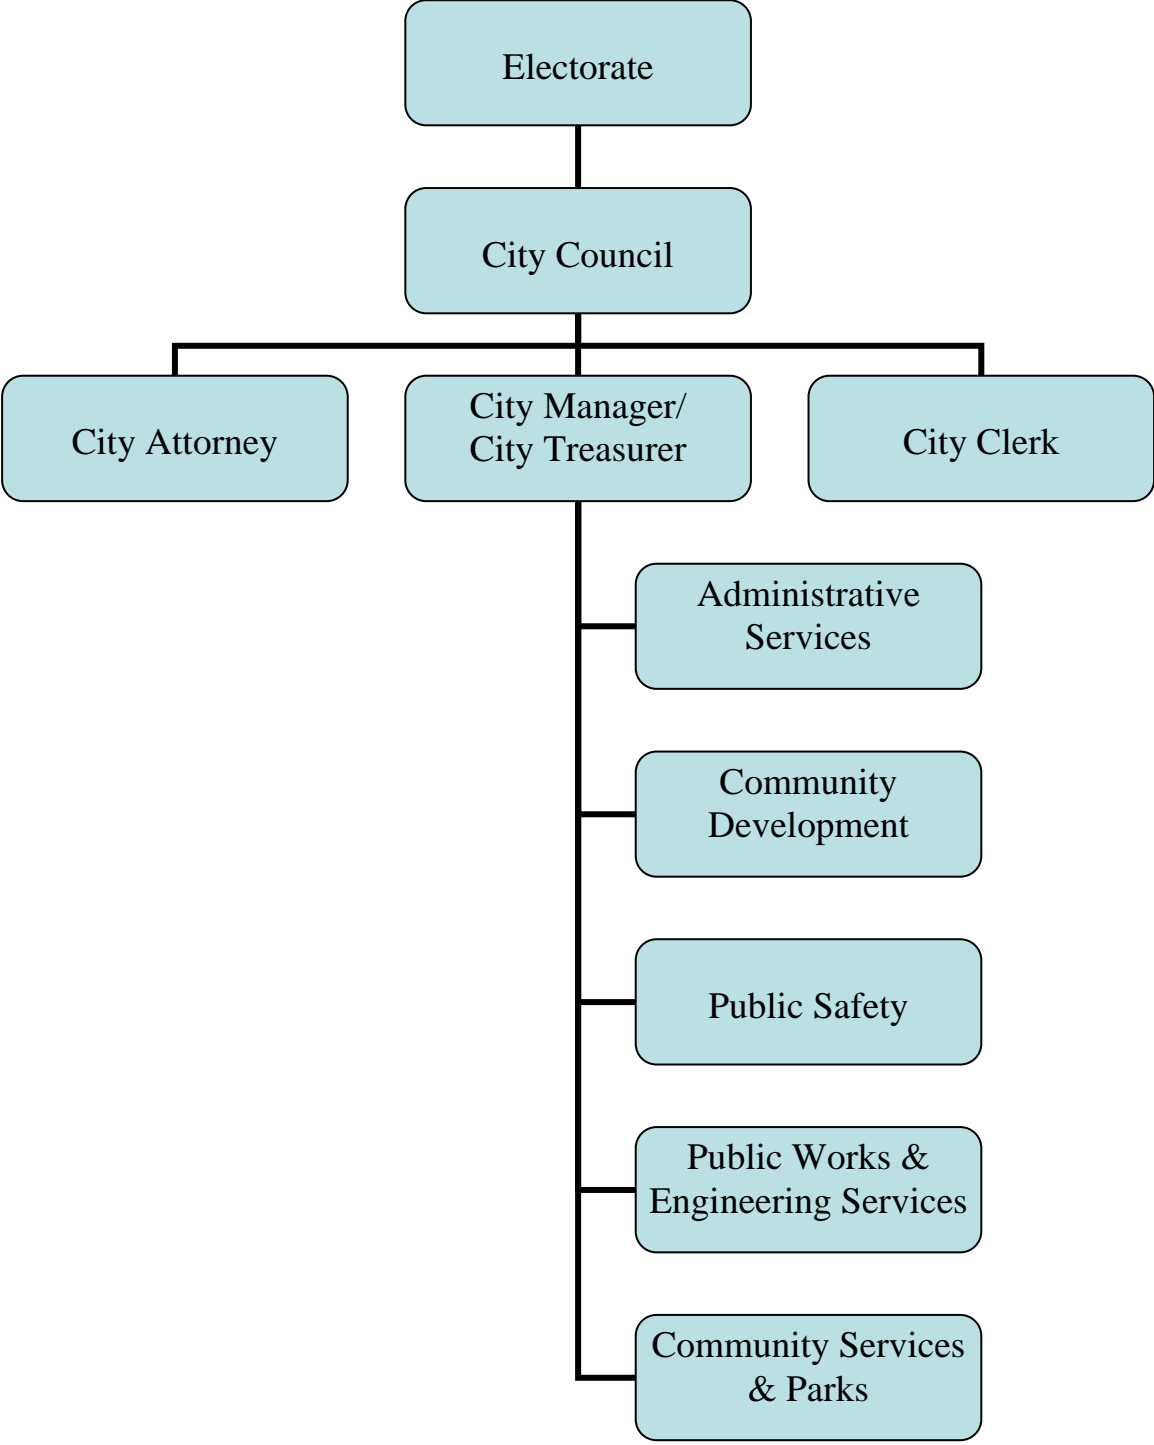 Electorate
City Council
City Attorney
City Manager/
City Treasurer
City Clerk
Administrative
Services
Community
Development
Public Safety
Public Works &
Engineering Services
Community Services
& Parks